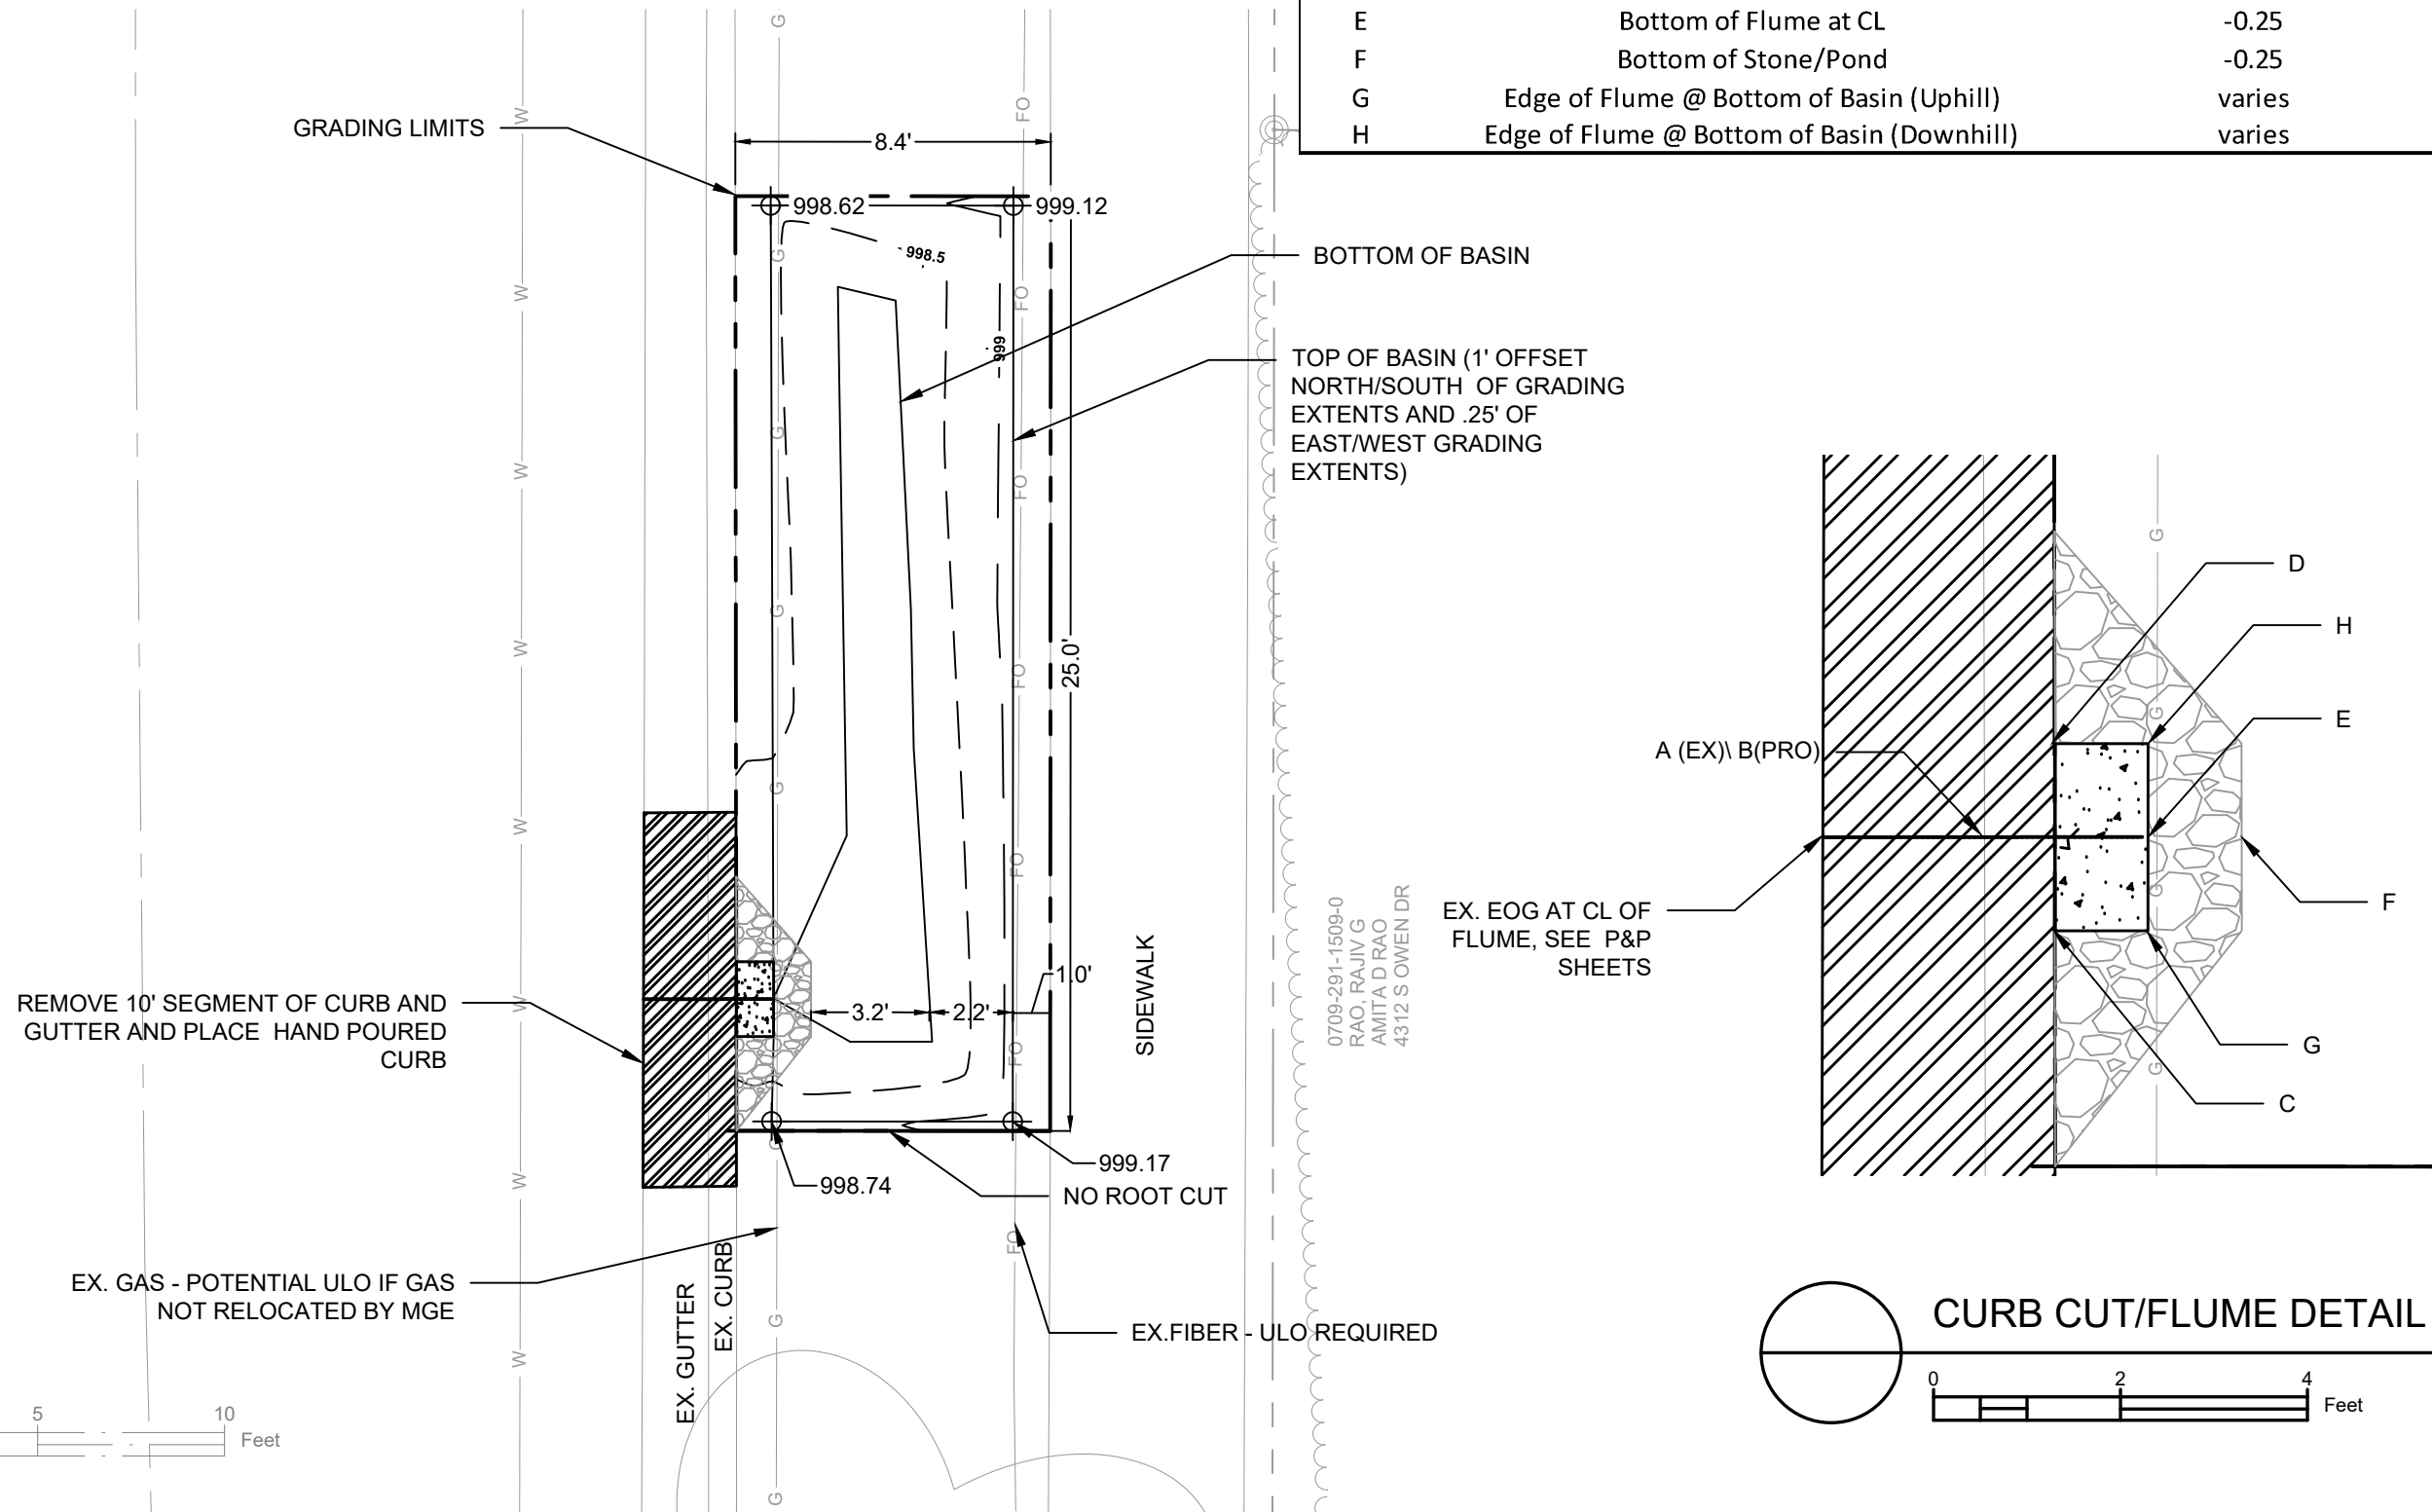 E Bottom of Flume at CL -0.25
F Bottom of Stone/Pond -0.25
G Edge of Flume @ Bottom of Basin (Uphill) varies
H Edge of Flume @ Bottom of Basin (Downhill) varies
GRADING LIMITS
8.4'
998.62
999.12
998.5
999
BOTTOM OF BASIN
TOP OF BASIN (1' OFFSET
NORTH/SOUTH OF GRADING
EXTENTS AND .25' OF
EAST/WEST GRADING
EXTENTS)
25.0'
1.0'
3.2'
2.2'
SIDEWALK
REMOVE 10' SEGMENT OF CURB AND
GUTTER AND PLACE HAND POURED
CURB
999.17
998.74
NO ROOT CUT
EX. GAS - POTENTIAL ULO IF GAS
NOT RELOCATED BY MGE
EX. GUTTER
EX. CURB
EX.FIBER - ULO REQUIRED
0709-291-1509-0
RAO, RAJIV G
AMITA D RAO
4312 S OWEN DR
W
W
W
W
W
W
W
W
G
G
G
G
G
G
G
G
FO
FO
FO
FO
FO
FO
FO
5 10
Feet
D
H
E
A (EX)\ B(PRO)
EX. EOG AT CL OF
FLUME, SEE P&P
SHEETS
F
G
C
G
G
G
G
CURB CUT/FLUME DETAIL
0 2 4
Feet